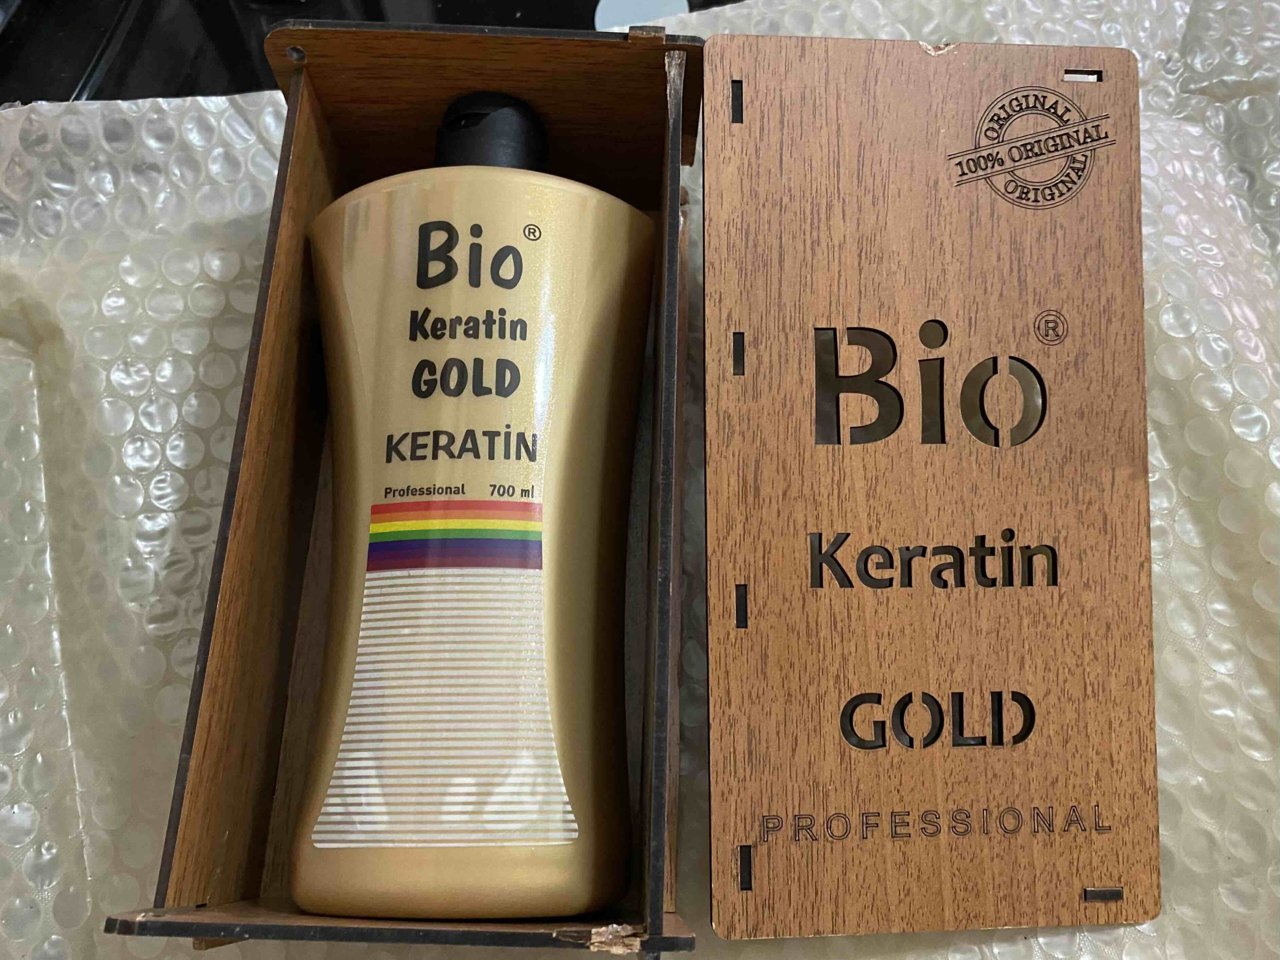 Bio®
Keratin
GOLD
KERATİN
Professional 700 ml
ORIGINAL
100% ORIGINAL
ORIGINAL
Bio®
Keratin
GOLD
PROFESSIONAL